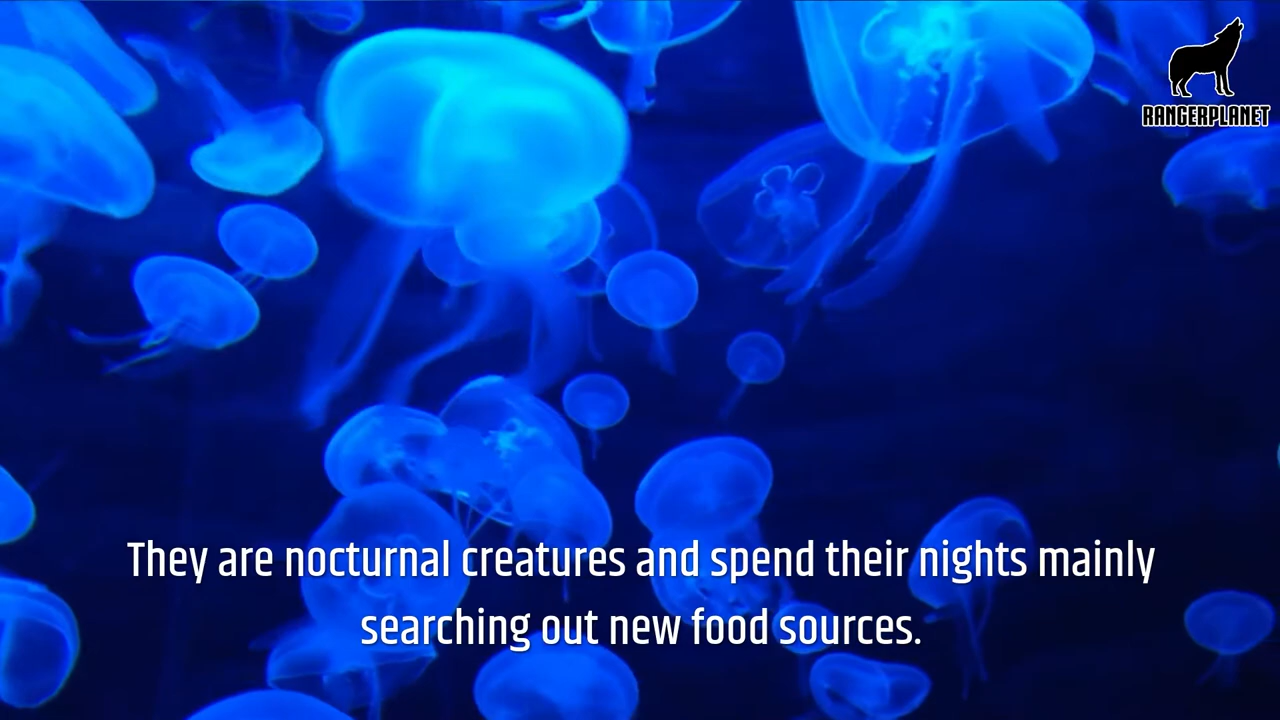 RANGERPLANET
They are nocturnal creatures and spend their nights mainly
searching out new food sources.